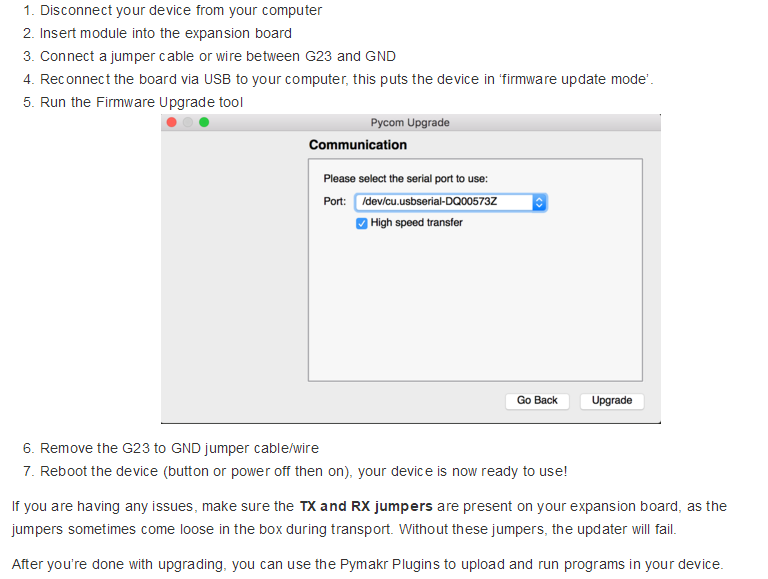 1. Disconnect your device from your computer
2. Insert module into the expansion board
3. Connect a jumper cable or wire between G23 and GND
4. Reconnect the board via USB to your computer, this puts the device in ‘firmware update mode’.
5. Run the Firmware Upgrade tool
Pycom Upgrade
Communication
Please select the serial port to use:
Port: /dev/cu.usbserial-DQ00573Z
High speed transfer
Go Back Upgrade
6. Remove the G23 to GND jumper cable/wire
7. Reboot the device (button or power off then on), your device is now ready to use!
If you are having any issues, make sure the TX and RX jumpers are present on your expansion board, as the
jumpers sometimes come loose in the box during transport. Without these jumpers, the updater will fail.
After you’re done with upgrading, you can use the Pymakr Plugins to upload and run programs in your device.